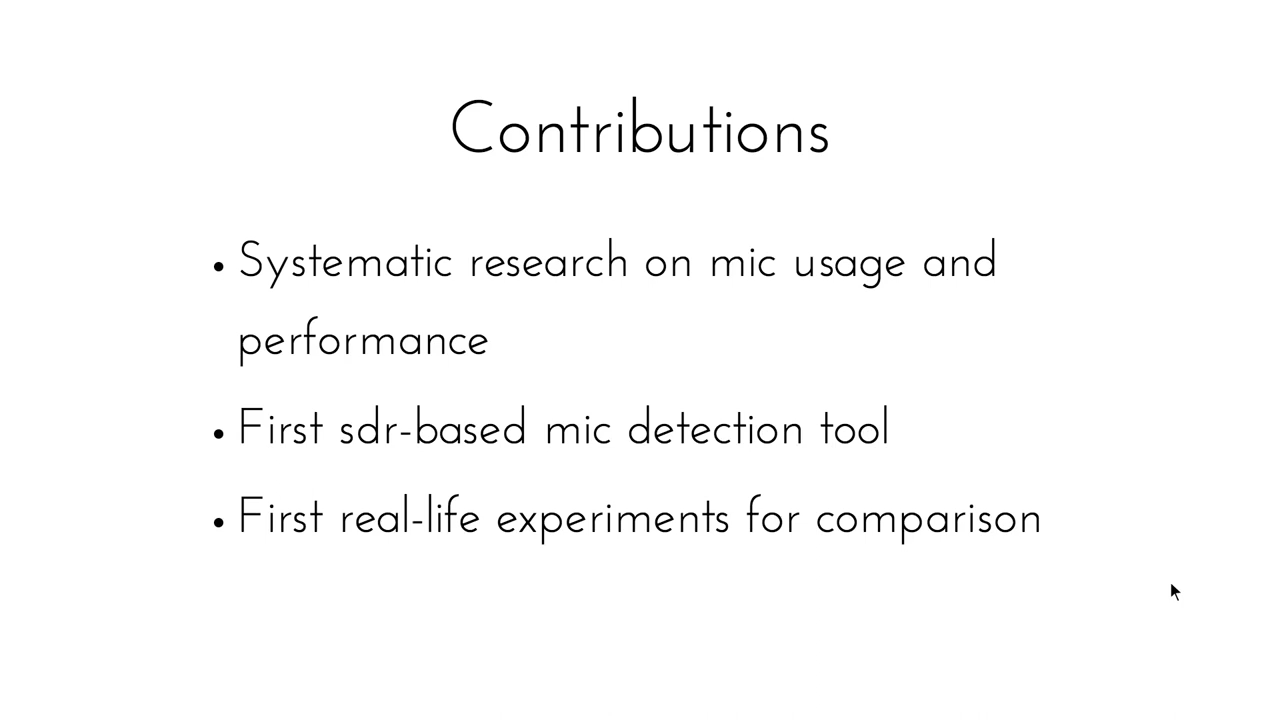 Contributions
• Systematic research on mic usage and
performance
• First sdr-based mic detection tool
• First real-life experiments for comparison